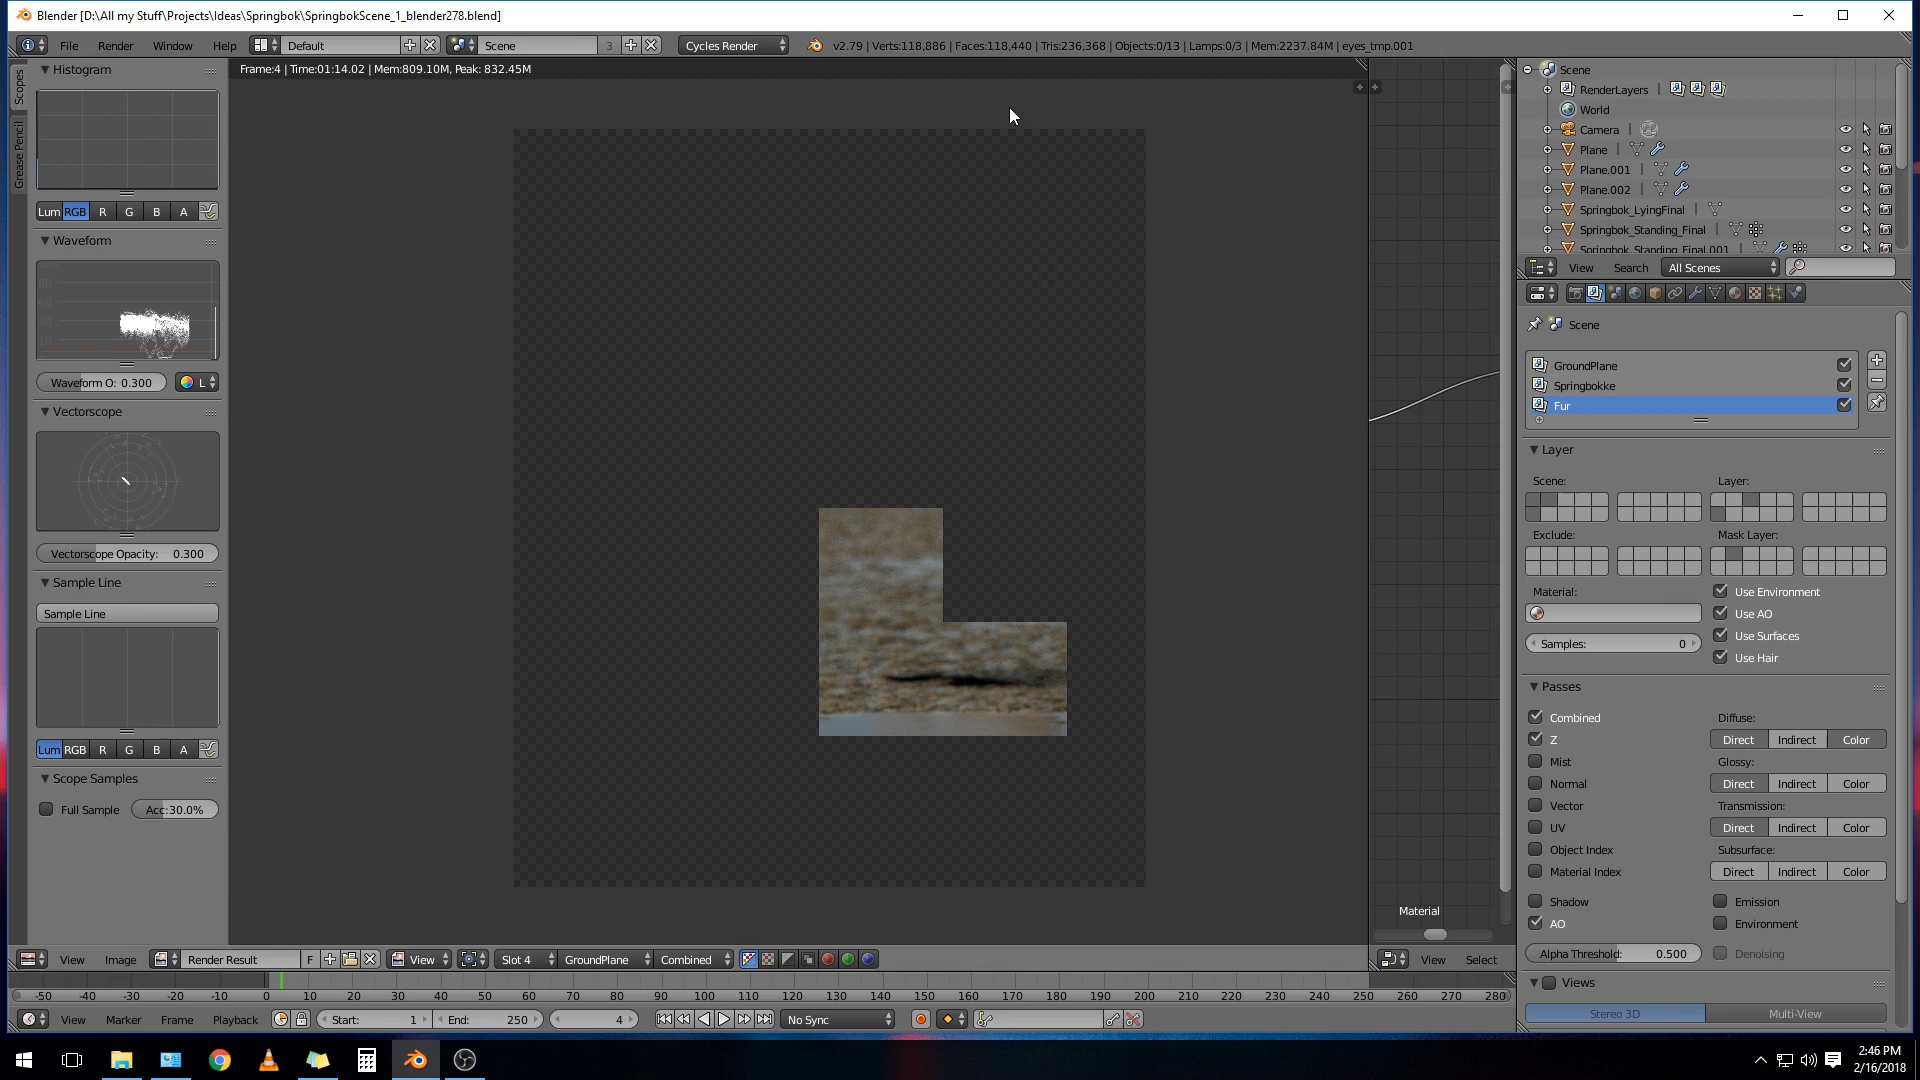 Blender [D:\All my Stuff\Projects\Ideas\Springbok\SpringbokScene_1_blender278.blend]
File Render Window Help Default Scene 3 Cycles Render v2.79 | Verts:118,886 | Faces:118,440 | Tris:236,368 | Objects:0/13 | Lamps:0/3 | Mem:2237.84M | eyes_tmp.001
Frame:4 | Time:01:14.02 | Mem:809.10M, Peak: 832.45M
Scopes
Grease Pencil
Histogram
Lum RGB R G B A
Waveform
Waveform O: 0.300 L
Vectorscope
Vectorscope Opacity: 0.300
Sample Line
Sample Line
Lum RGB R G B A
Scope Samples
Full Sample Acc:30.0%
Material
View Image Render Result F View Slot 4 GroundPlane Combined
View Select
-50 -40 -30 -20 -10 0 10 20 30 40 50 60 70 80 90 100 110 120 130 140 150 160 170 180 190 200 210 220 230 240 250 260 270 280
View Marker Frame Playback Start: 1 End: 250 4 No Sync
Scene
RenderLayers
World
Camera
Plane
Plane.001
Plane.002
Springbok_LyingFinal
Springbok_Standing_Final
Springbok_Standing_Final.001
View Search All Scenes
Scene
GroundPlane
Springbokke
Fur
Layer
Scene: Layer:
Exclude: Mask Layer:
Material:
Samples: 0
Use Environment
Use AO
Use Surfaces
Use Hair
Passes
Combined
Z
Mist
Normal
Vector
UV
Object Index
Material Index
Shadow
AO
Diffuse:
Direct Indirect Color
Glossy:
Direct Indirect Color
Transmission:
Direct Indirect Color
Subsurface:
Direct Indirect Color
Emission
Environment
Alpha Threshold: 0.500 Denoising
Views
Stereo 3D Multi-View
2:46 PM
2/16/2018